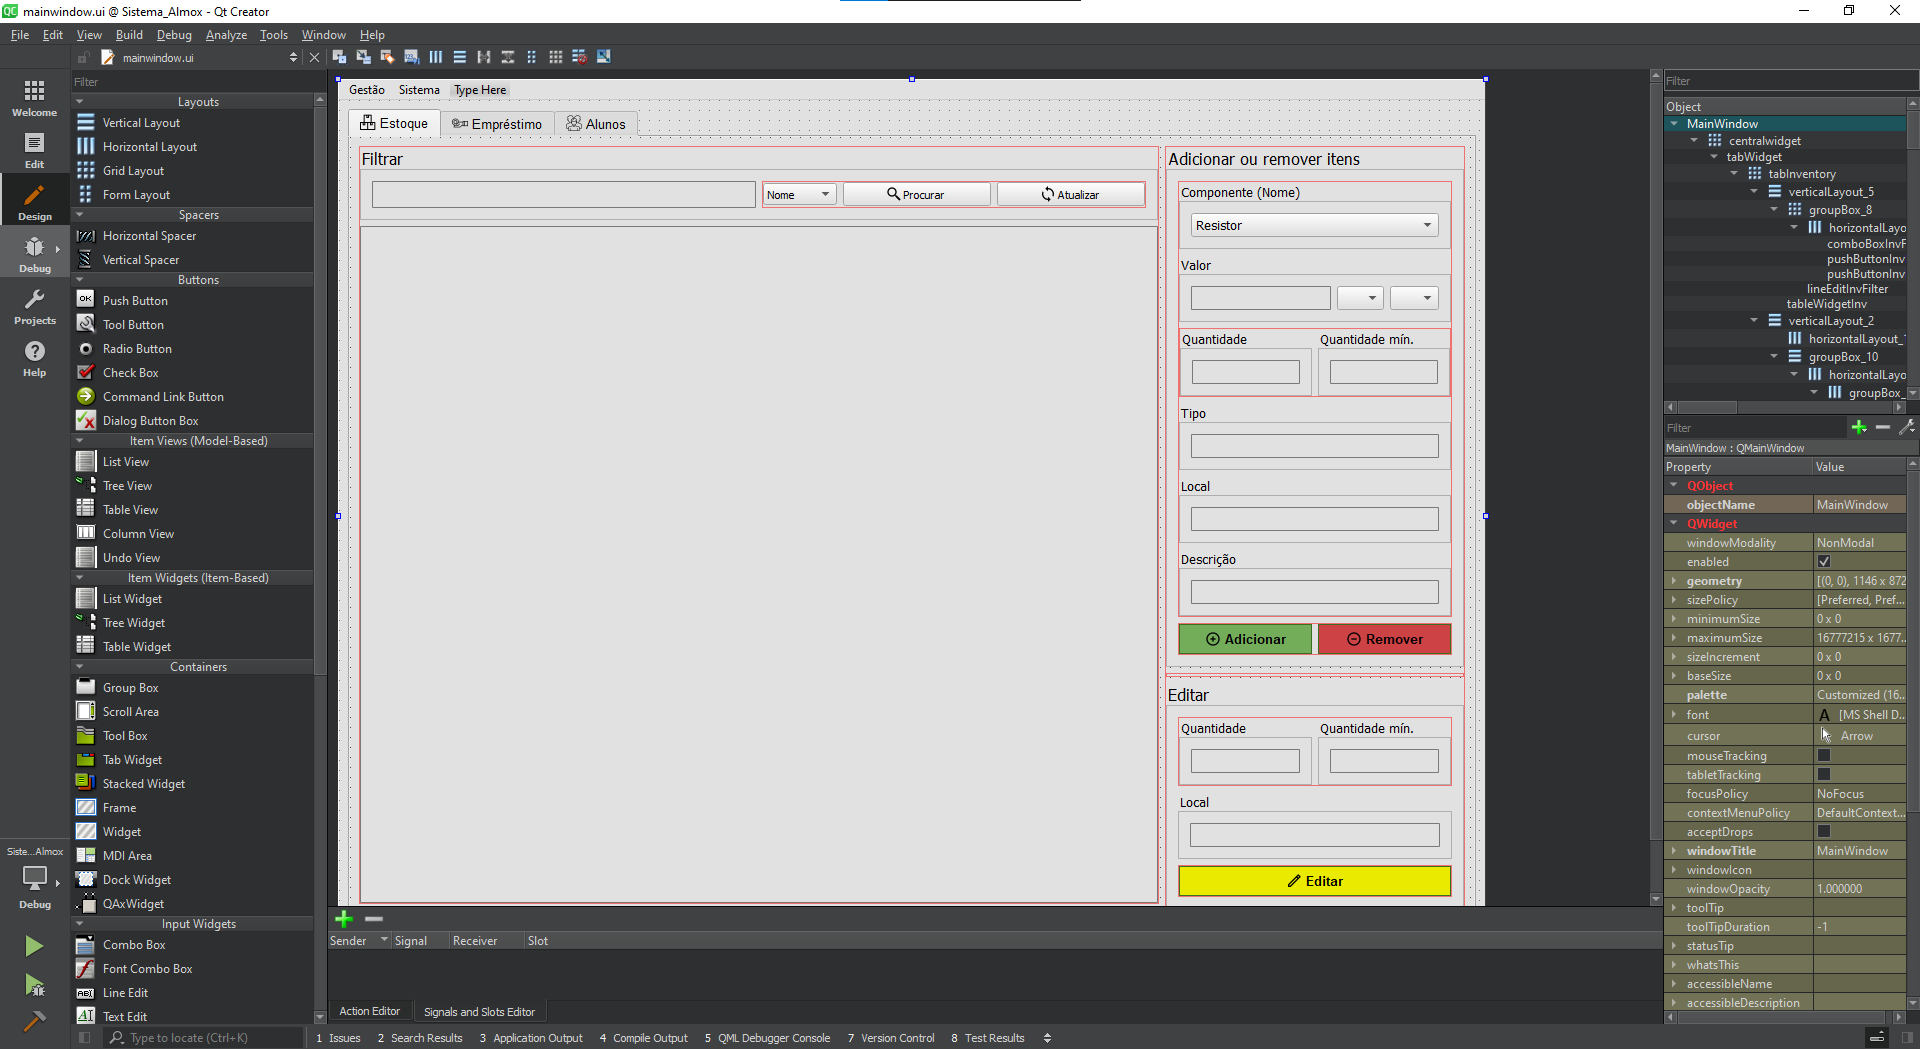 mainwindow.ui @ Sistema_Almox - Qt Creator
File Edit View Build Debug Analyze Tools Window Help
mainwindow.ui
Welcome
Edit
Design
Debug
Projects
Help
Siste...Almox
Debug
Filter
Layouts
Vertical Layout
Horizontal Layout
Grid Layout
Form Layout
Spacers
Horizontal Spacer
Vertical Spacer
Buttons
Push Button
Tool Button
Radio Button
Check Box
Command Link Button
Dialog Button Box
Item Views (Model-Based)
List View
Tree View
Table View
Column View
Undo View
Item Widgets (Item-Based)
List Widget
Tree Widget
Table Widget
Containers
Group Box
Scroll Area
Tool Box
Tab Widget
Stacked Widget
Frame
Widget
MDI Area
Dock Widget
QAxWidget
Input Widgets
Combo Box
Font Combo Box
Line Edit
Text Edit
Gestão Sistema Type Here
Estoque Empréstimo Alunos
Filtrar
Nome Procurar Atualizar
Adicionar ou remover itens
Componente (Nome)
Resistor
Valor
Quantidade Quantidade mín.
Tipo
Local
Descrição
Adicionar Remover
Editar
Quantidade Quantidade mín.
Local
Editar
Sender Signal Receiver Slot
Action Editor Signals and Slots Editor
Filter
Object
MainWindow
centralwidget
tabWidget
tabInventory
verticalLayout_5
groupBox_8
horizontalLayo
comboBoxInvF
pushButtonInv
pushButtonInv
lineEditInvFilter
tableWidgetInv
verticalLayout_2
horizontalLayout_
groupBox_10
horizontalLayo
groupBox_
Filter
MainWindow : QMainWindow
Property Value
QObject
objectName MainWindow
QWidget
windowModality NonModal
enabled
geometry [(0, 0), 1146 x 872
sizePolicy [Preferred, Pref...
minimumSize 0 x 0
maximumSize 16777215 x 1677...
sizeIncrement 0 x 0
baseSize 0 x 0
palette Customized (16...
font A [MS Shell D...
cursor Arrow
mouseTracking
tabletTracking
focusPolicy NoFocus
contextMenuPolicy DefaultContext...
acceptDrops
windowTitle MainWindow
windowIcon
windowOpacity 1.000000
toolTip
toolTipDuration -1
statusTip
whatsThis
accessibleName
accessibleDescription
Type to locate (Ctrl+K) 1 Issues 2 Search Results 3 Application Output 4 Compile Output 5 QML Debugger Console 7 Version Control 8 Test Results